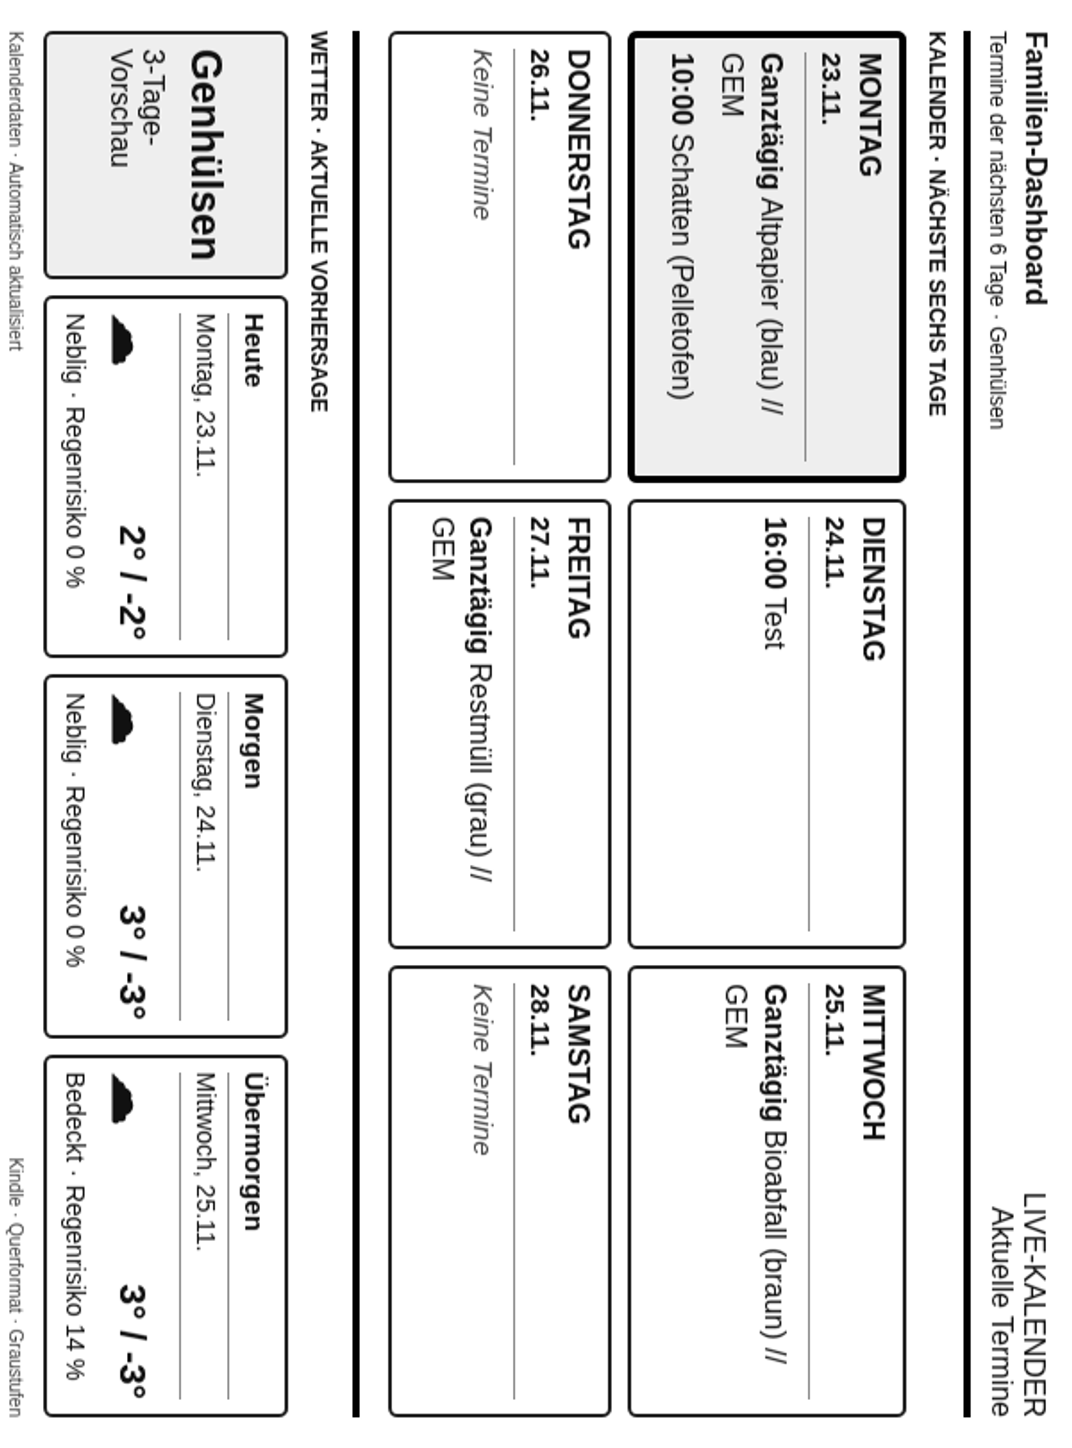 Familien-Dashboard
Termine der nächsten 6 Tage · Genhülsen
LIVE-KALENDER
Aktuelle Termine
KALENDER · NÄCHSTE SECHS TAGE
MONTAG
23.11.
Ganztägig Altpapier (blau) //
GEM
10:00 Schatten (Pelletofen)
DIENSTAG
24.11.
16:00 Test
MITTWOCH
25.11.
Ganztägig Bioabfall (braun) //
GEM
DONNERSTAG
26.11.
Keine Termine
FREITAG
27.11.
Ganztägig Restmüll (grau) //
GEM
SAMSTAG
28.11.
Keine Termine
WETTER · AKTUELLE VORHERSAGE
Genhülsen
3-Tage-
Vorschau
Heute
Montag, 23.11.
2° / -2°
Neblig · Regenrisiko 0 %
Morgen
Dienstag, 24.11.
3° / -3°
Neblig · Regenrisiko 0 %
Übermorgen
Mittwoch, 25.11.
3° / -3°
Bedeckt · Regenrisiko 14 %
Kalenderdaten · Automatisch aktualisiert
Kindle · Querformat · Graustufen